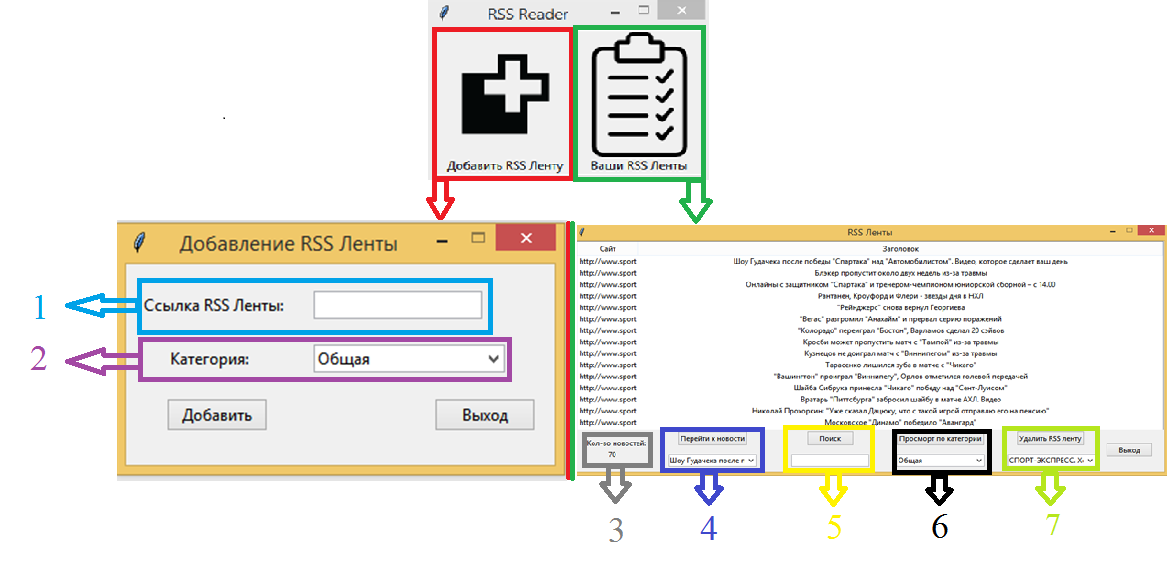 RSS Reader
Добавить RSS Ленту
Ваши RSS Ленты
Добавление RSS Ленты
1
Ссылка RSS Ленты:
2
Категория:
Общая
Добавить
Выход
RSS Ленты
Сайт Заголовок
http://www.sport Шоу Гудачека после победы "Спартака" над "Автомобилистом". Видео, которое сделает ваш день
http://www.sport Блэкер пропустит около двух недель из-за травмы
http://www.sport Онлайны с защитником "Спартака" и тренером-чемпионом юниорской сборной – с 14.00
http://www.sport Рантанен, Кроуфорд и Флери - звезды дня в НХЛ
http://www.sport "Рейнджерс" снова вернул Георгиева
http://www.sport "Вегас" разгромил "Анахайм" и прервал серию поражений
http://www.sport "Колорадо" переиграл "Бостон", Варламов сделал 29 сэйвов
http://www.sport Кросби может пропустить матч с "Тампой" из-за травмы
http://www.sport Кузнецов не доиграл матч с "Виннипегом" из-за травмы
http://www.sport Тарасенко лишился зуба в матче с "Чикаго"
http://www.sport "Вашингтон" проиграл "Виннипегу", Орлов отметился голевой передачей
http://www.sport Шайба Сибрука принесла "Чикаго" победу над "Сент-Луисом"
http://www.sport Вратарь "Питтсбурга" забросил шайбу в матче АХЛ. Видео
http://www.sport Николай Прохоркин: "Уже сказал Дацюку, что с такой игрой отправлю его на пенсию"
http://www.sport Московское "Динамо" победило "Авангард"
Кол-во новостей:
70
Перейти к новости
Шоу Гудачека после п
Поиск
Просморг по категории
Общая
Удалить RSS ленту
СПОРТ-ЭКСПРЕСС. Х
Выход
3
4
5
6
7